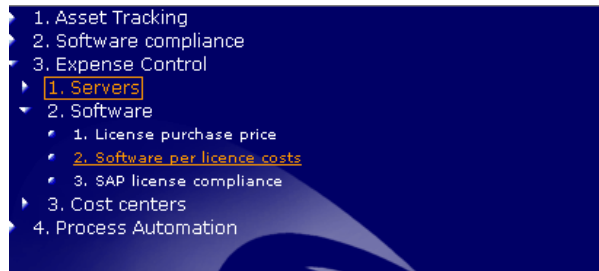 1. Asset Tracking
2. Software compliance
3. Expense Control
1. Servers
2. Software
1. License purchase price
2. Software per licence costs
3. SAP license compliance
3. Cost centers
4. Process Automation